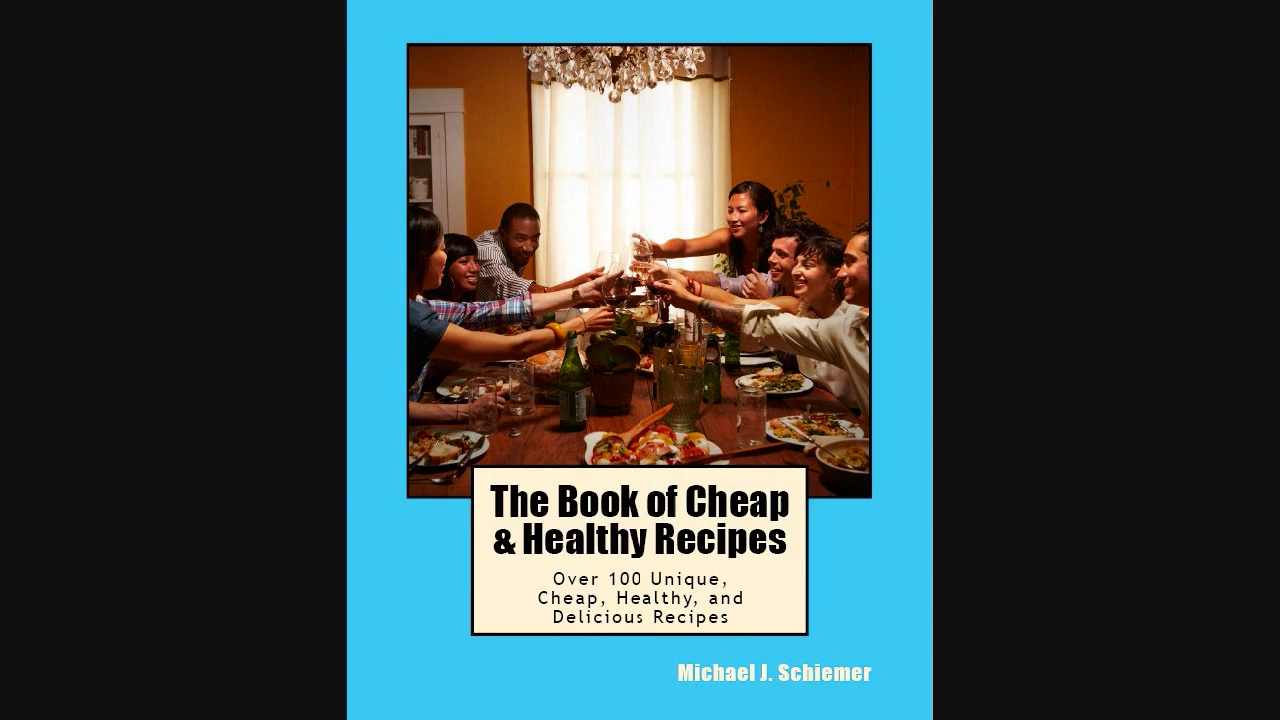 The Book of Cheap
& Healthy Recipes
Over 100 Unique,
Cheap, Healthy, and
Delicious Recipes
Michael J. Schiemer